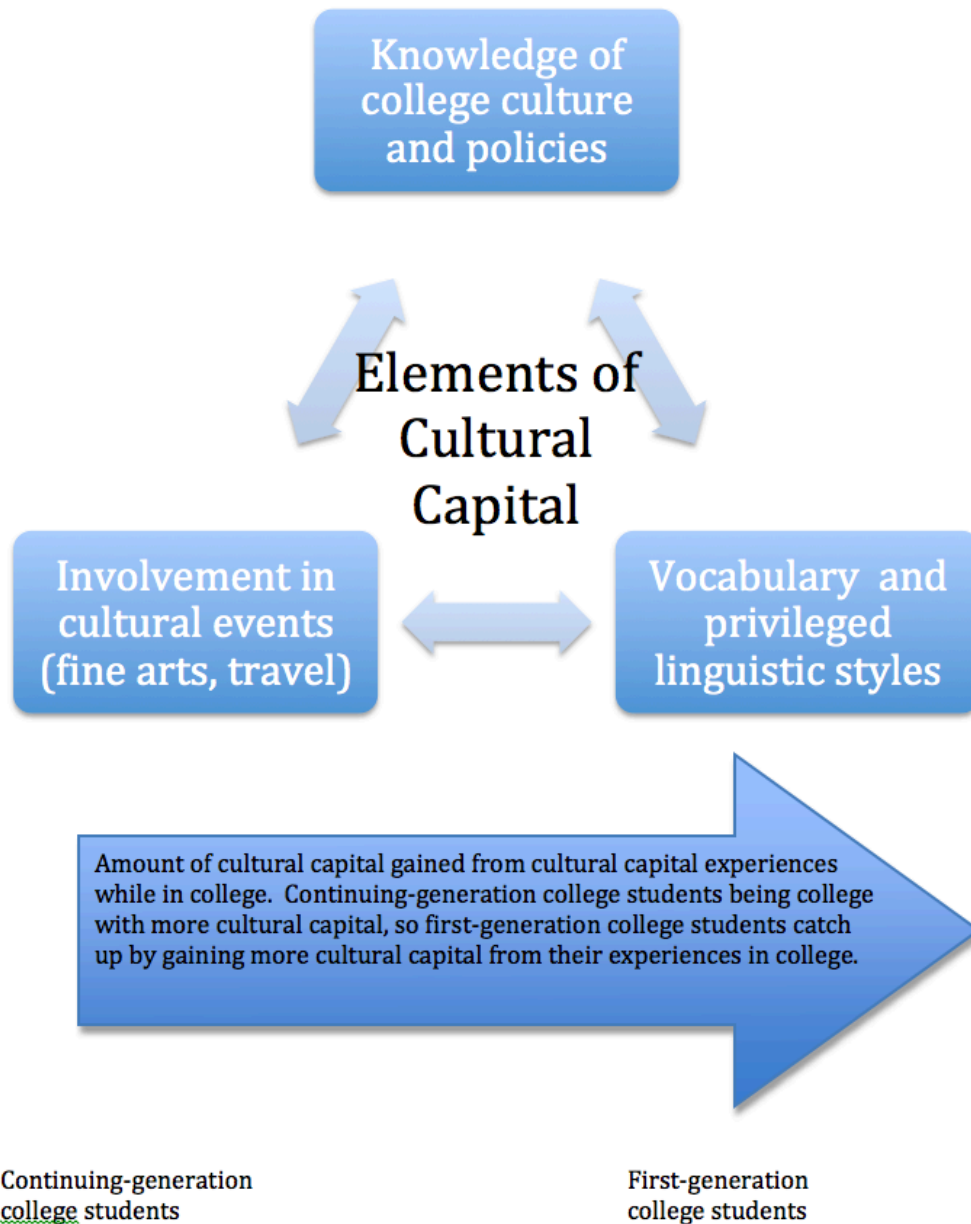 Knowledge of
college culture
and policies
Elements of
Cultural
Capital
Involvement in
cultural events
(fine arts, travel)
Vocabulary and
privileged
linguistic styles
Amount of cultural capital gained from cultural capital experiences
while in college. Continuing-generation college students being college
with more cultural capital, so first-generation college students catch
up by gaining more cultural capital from their experiences in college.
Continuing-generation
college students
First-generation
college students